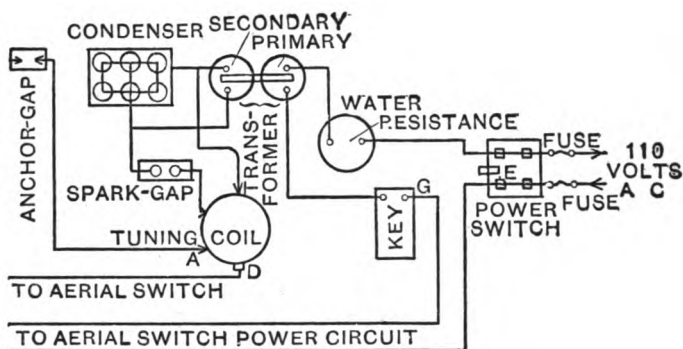 CONDENSER
SECONDARY
PRIMARY
ANCHOR-GAP
WATER
RESISTANCE
TRANS-
FORMER
FUSE
110
VOLTS
A C
E
FUSE
SPARK-GAP
G
KEY
POWER
SWITCH
TUNING COIL
A
D
TO AERIAL SWITCH
TO AERIAL SWITCH POWER CIRCUIT